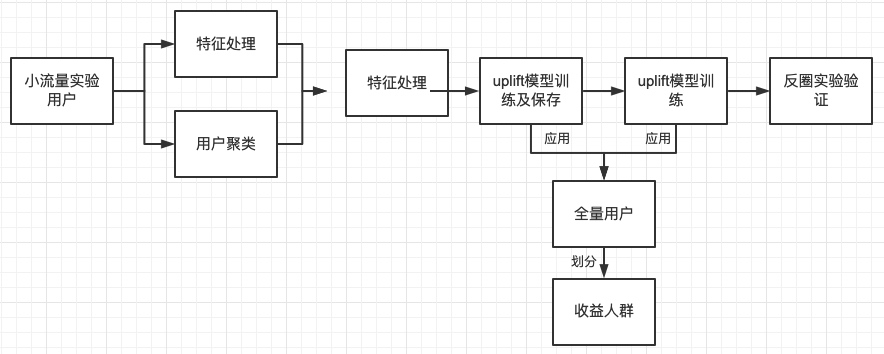 小流量实验
用户
特征处理
用户聚类
特征处理
uplift模型训
练及保存
uplift模型训
练
反圈实验验
证
应用
应用
全量用户
划分
收益人群